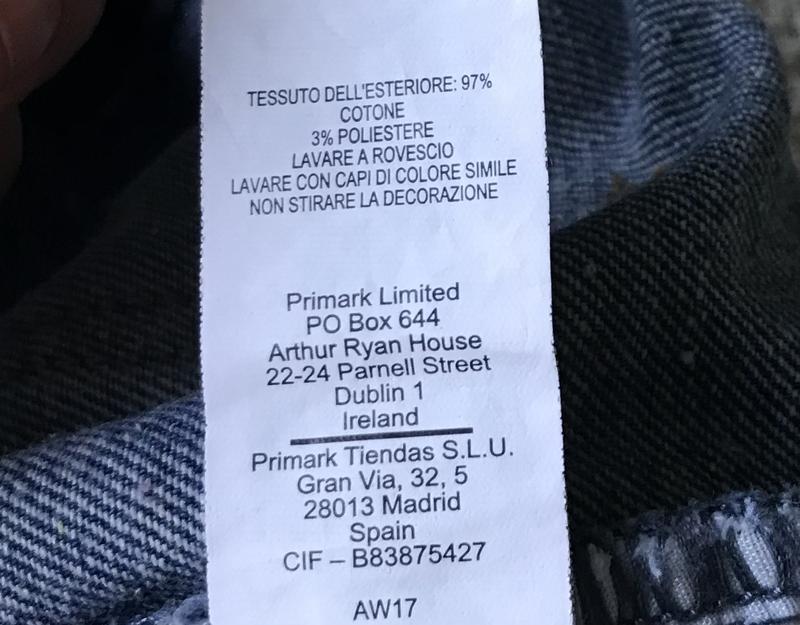 TESSUTO DELL'ESTERIORE: 97%
COTONE
3% POLIESTERE
LAVARE A ROVESCIO
LAVARE CON CAPI DI COLORE SIMILE
NON STIRARE LA DECORAZIONE
Primark Limited
PO Box 644
Arthur Ryan House
22-24 Parnell Street
Dublin 1
Ireland
Primark Tiendas S.L.U.
Gran Via, 32, 5
28013 Madrid
Spain
CIF – B83875427
AW17